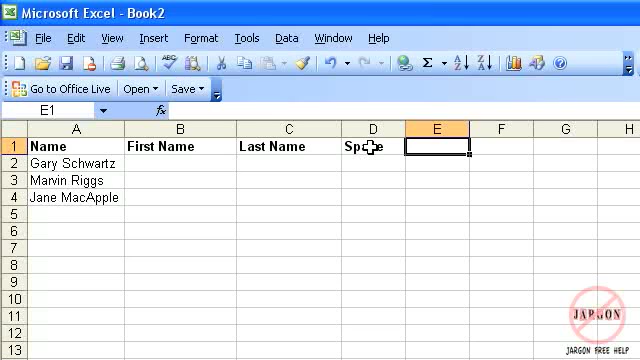 Microsoft Excel - Book2
File Edit View Insert Format Tools Data Window Help
Go to Office Live Open Save
E1 fx
A B C D E F G H
1 Name First Name Last Name
2 Gary Schwartz
3 Marvin Riggs
4 Jane MacApple
5
6
7
8
9
10
11
12
13
JARGON
JARGON FREE HELP